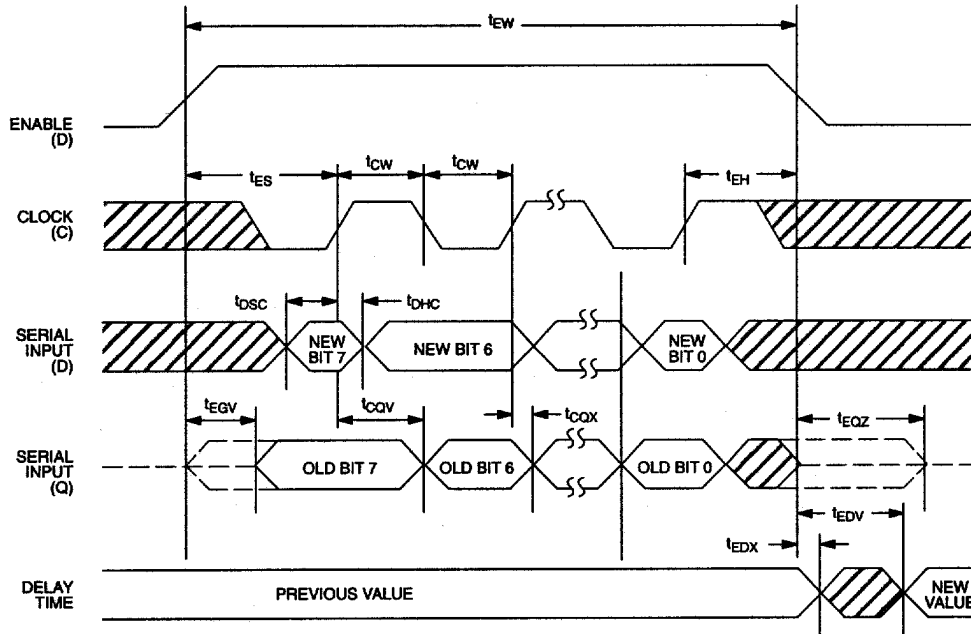 tEW
ENABLE
(D)
tES
tCW
tCW
tEH
CLOCK
(C)
tDSC
tDHC
SERIAL
INPUT
(D)
NEW
BIT 7
NEW BIT 6
NEW
BIT 0
tEGV
tCQV
tCQX
tEQZ
SERIAL
INPUT
(Q)
OLD BIT 7
OLD BIT 6
OLD BIT 0
tEDV
tEDX
DELAY
TIME
PREVIOUS VALUE
NEW
VALUE